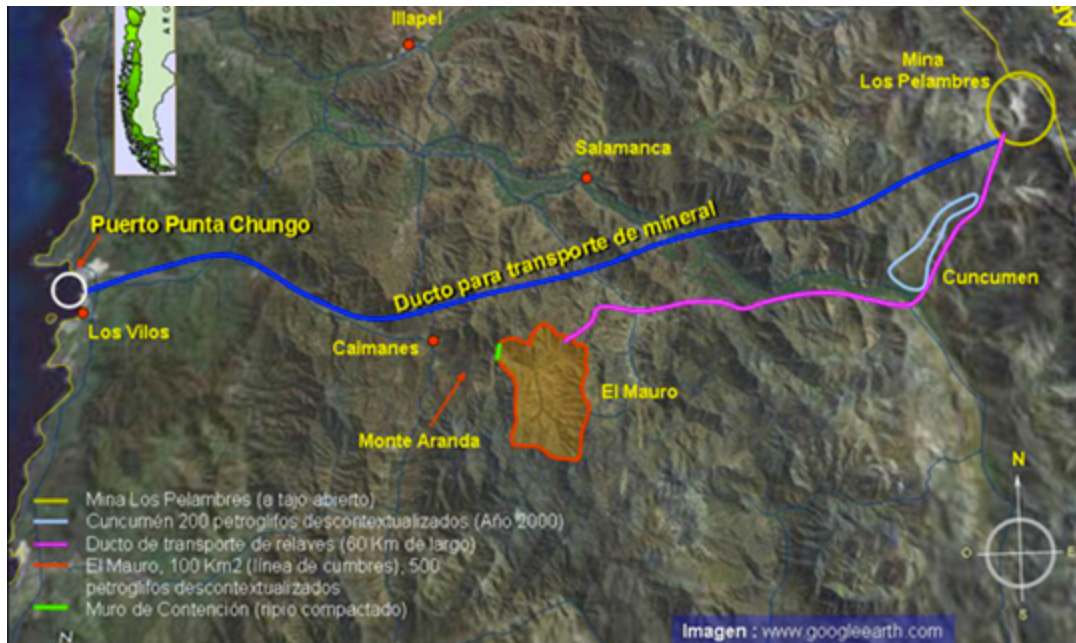 Illapel
Mina
Los Pelambres
Salamanca
Puerto Punta Chungo
Ducto para transporte de mineral
Cuncumen
Los Vilos
Caimanes
El Mauro
Monte Aranda
N
Mina Los Pelambres (a tajo abierto)
Cuncumén 200 petroglifos descontextualizados (Año 2000)
Ducto de transporte de relaves (60 Km de largo)
El Mauro, 100 Km2 (línea de cumbres), 500
petroglifos descontextualizados
Muro de Contención (ripio compactado)
O
E
S
N
Imagen : www.googleearth.com